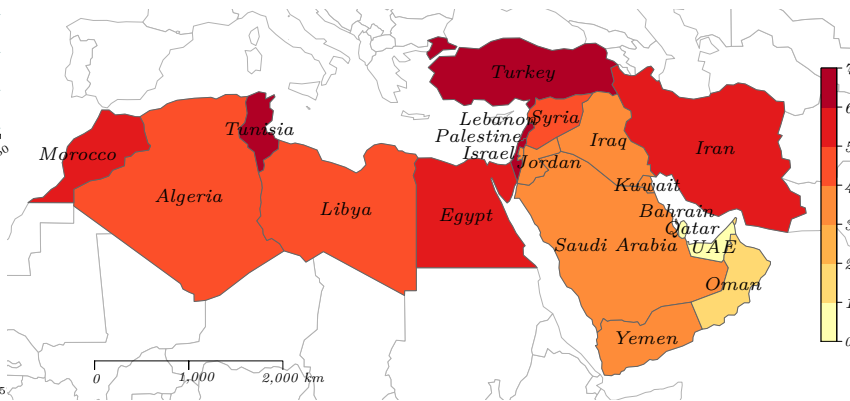 Turkey
Tunisia
Lebanon
Syria
Palestine
Israel
Jordan
Iraq
Iran
Morocco
Algeria
Libya
Egypt
Kuwait
Bahrain
Qatar
UAE
Saudi Arabia
Oman
Yemen
0
1,000
2,000 km
6
5
4
3
2
1
0